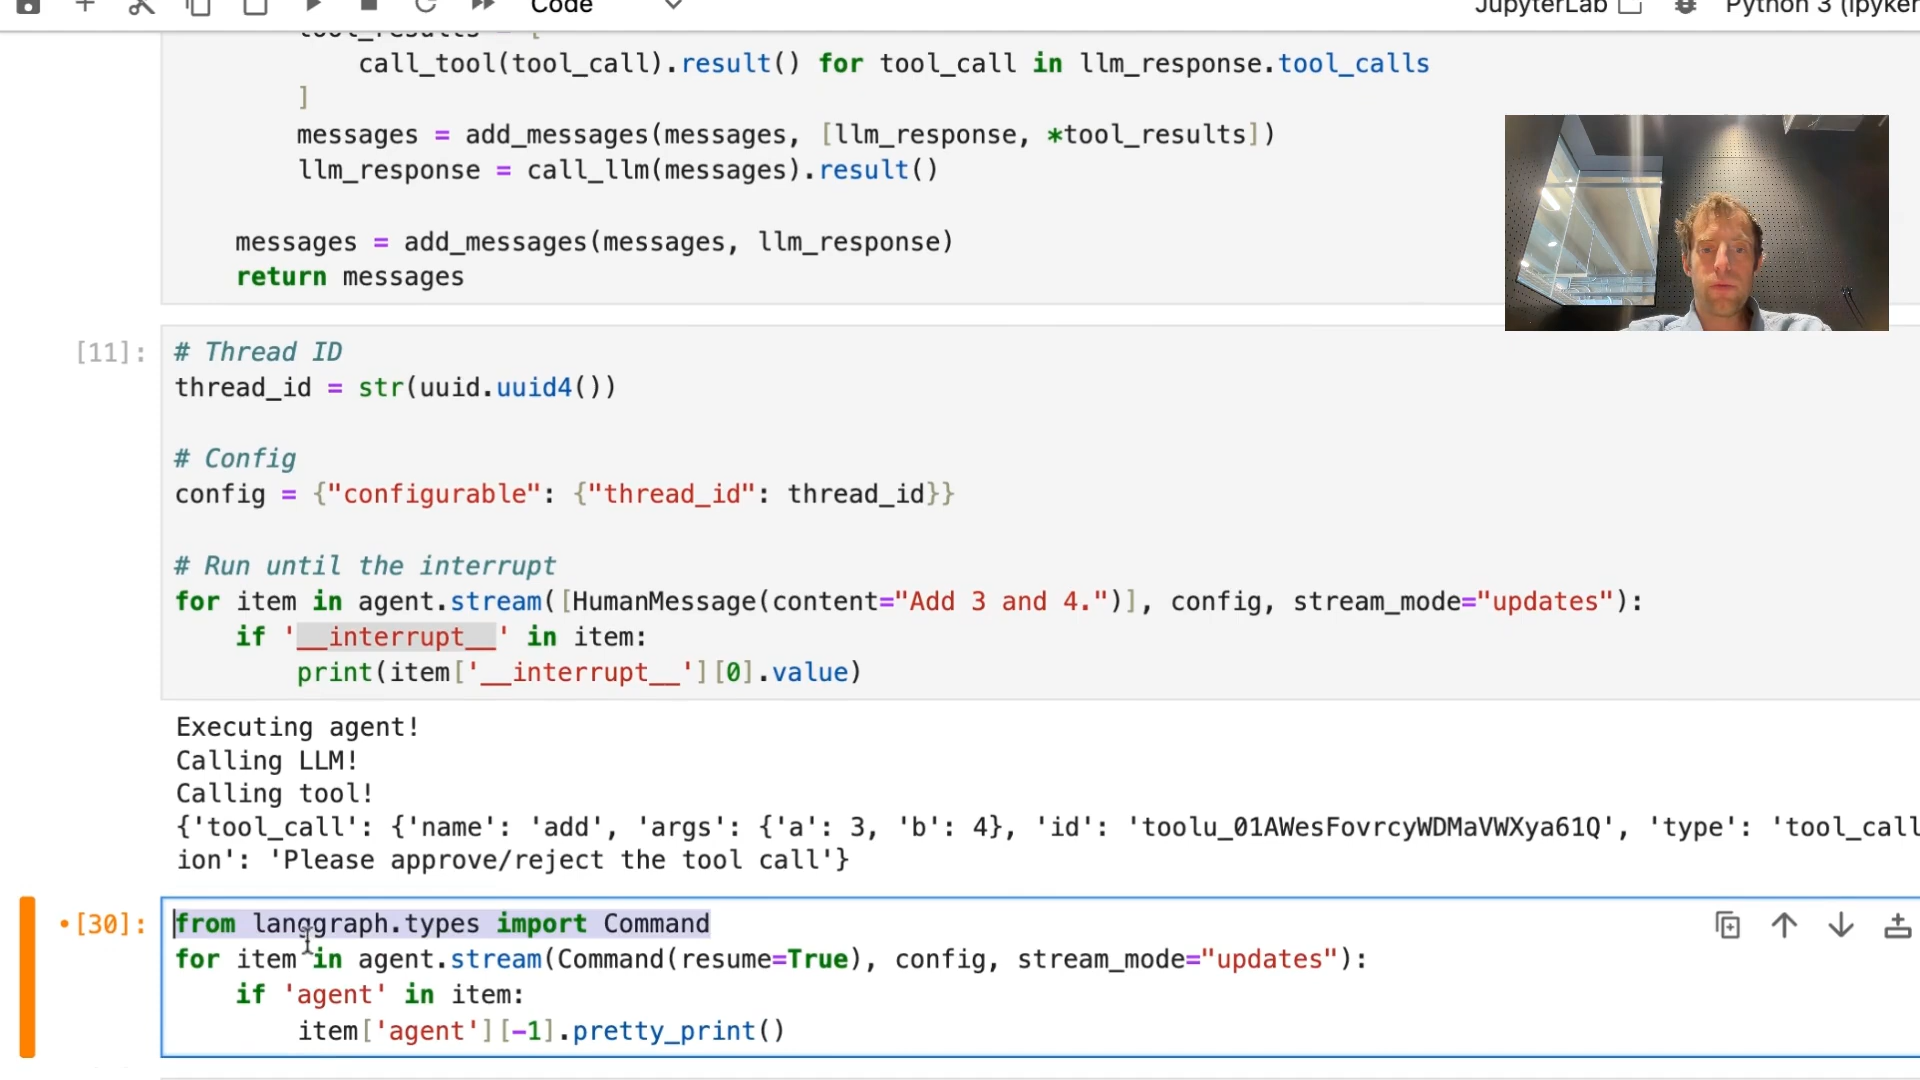 Code
JupyterLab
tool_results = [
call_tool(tool_call).result() for tool_call in llm_response.tool_calls
]
messages = add_messages(messages, [llm_response, *tool_results])
llm_response = call_llm(messages).result()
messages = add_messages(messages, llm_response)
return messages
[11]:
# Thread ID
thread_id = str(uuid.uuid4())
# Config
config = {"configurable": {"thread_id": thread_id}}
# Run until the interrupt
for item in agent.stream([HumanMessage(content="Add 3 and 4.")], config, stream_mode="updates"):
if '__interrupt__' in item:
print(item['__interrupt__'][0].value)
Executing agent!
Calling LLM!
Calling tool!
{'tool_call': {'name': 'add', 'args': {'a': 3, 'b': 4}, 'id': 'toolu_01AWesFovrcyWDMaVWXya61Q', 'type': 'tool_call
ion': 'Please approve/reject the tool call'}
•[30]:
from langgraph.types import Command
for item in agent.stream(Command(resume=True), config, stream_mode="updates"):
if 'agent' in item:
item['agent'][-1].pretty_print()